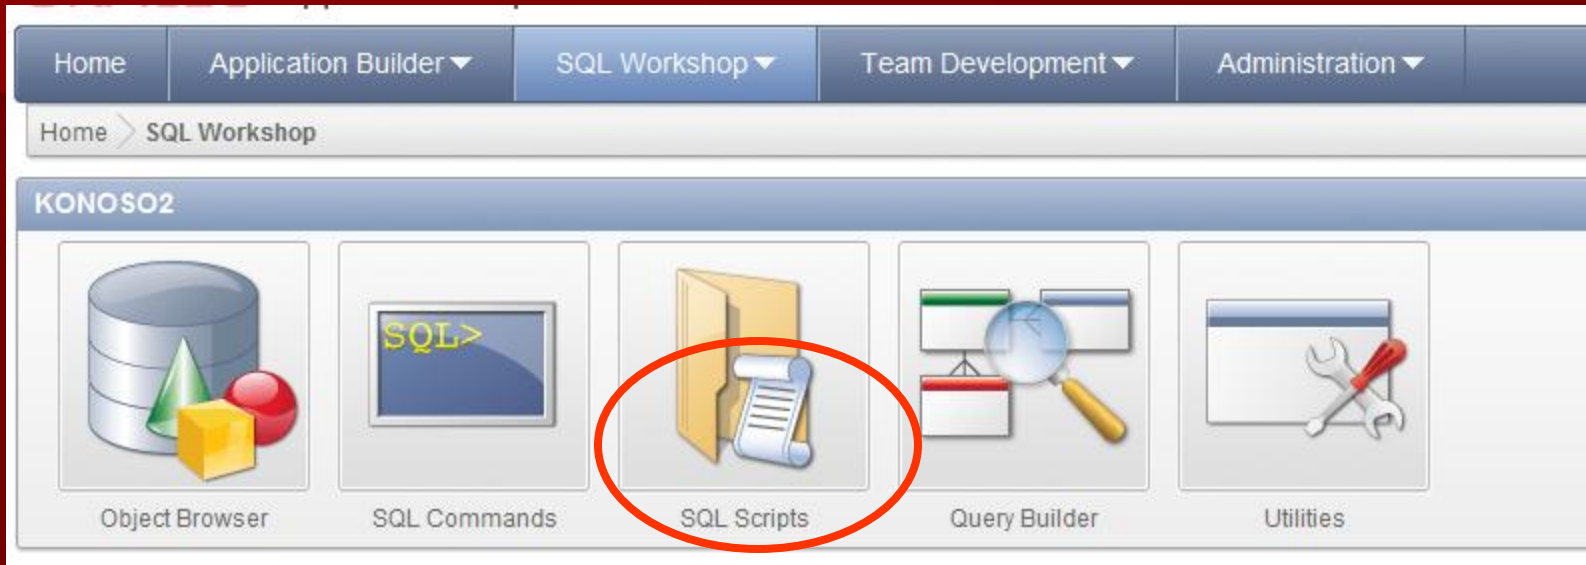 Home Application Builder SQL Workshop Team Development Administration
Home SQL Workshop
KONOSO2
SQL>
Object Browser SQL Commands SQL Scripts Query Builder Utilities